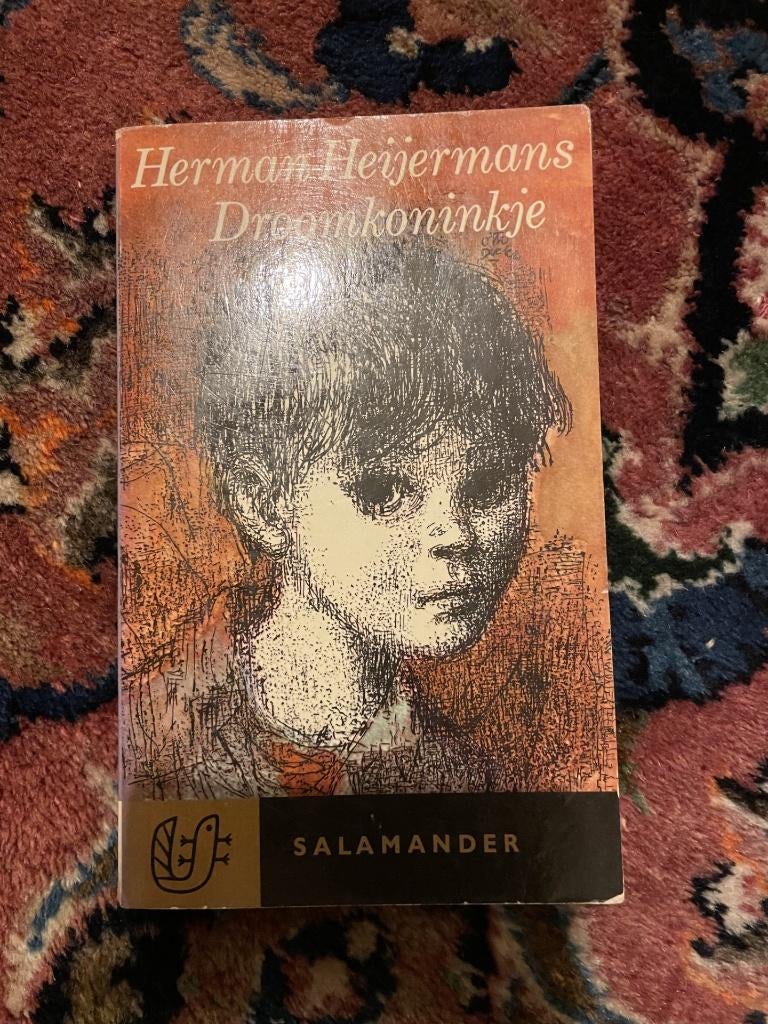 Herman Heijermans
Droomkoninkje
SALAMANDER